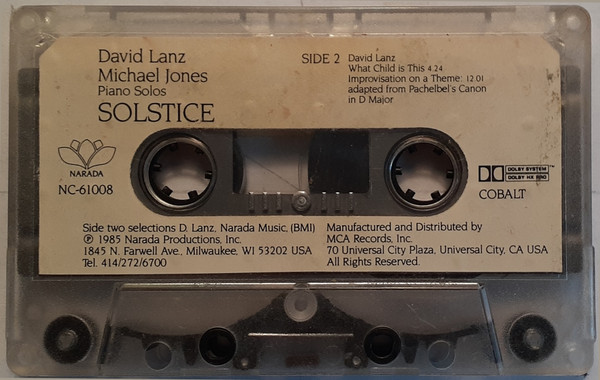 David Lanz
Michael Jones
Piano Solos
SOLSTICE
SIDE 2
David Lanz
What Child is This 4:24
Improvisation on a Theme: 12:01
adapted from Pachelbel's Canon
in D Major
NARADA
NC-61008
DOLBY SYSTEM™
DOLBY HX PRO
COBALT
Side two selections D. Lanz, Narada Music, (BMI)
℗ 1985 Narada Productions, Inc.
1845 N. Farwell Ave., Milwaukee, WI 53202 USA
Tel. 414/272/6700
Manufactured and Distributed by
MCA Records, Inc.
70 Universal City Plaza, Universal City, CA USA
All Rights Reserved.